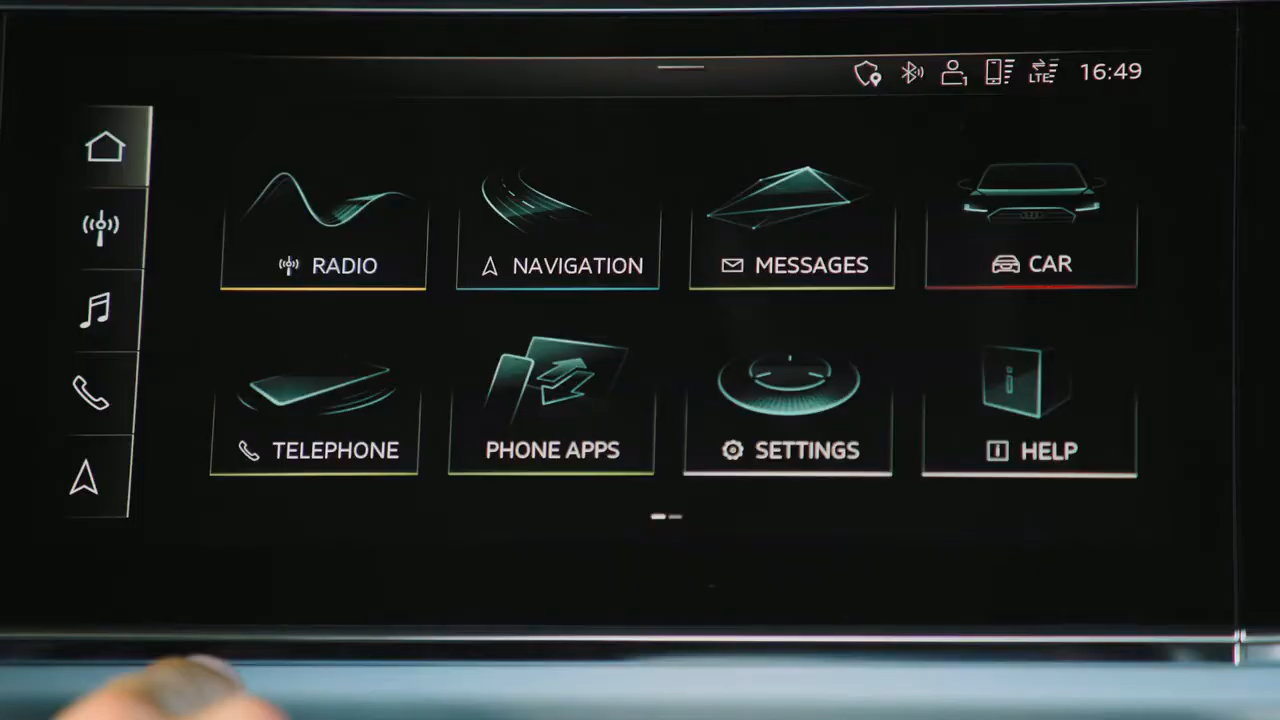 LTE 16:49
RADIO NAVIGATION MESSAGES CAR
TELEPHONE PHONE APPS SETTINGS HELP